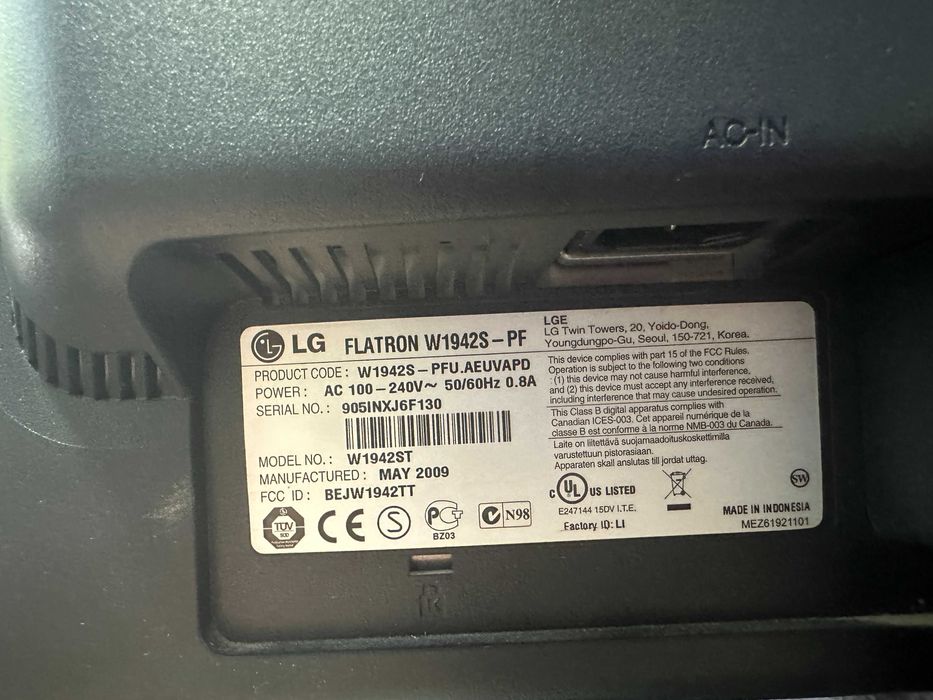 AC-IN
LG FLATRON W1942S-PF
PRODUCT CODE: W1942S-PFU.AEUVAPD
POWER: AC 100-240V~ 50/60Hz 0.8A
SERIAL NO.: 905INXJ6F130
MODEL NO.: W1942ST
MANUFACTURED: MAY 2009
FCC ID: BEJW1942TT
TÜV
CE
S
PG
BZ03
N98
LGE
LG Twin Towers, 20, Yoido-Dong,
Youngdungpo-Gu, Seoul, 150-721, Korea.
This device complies with part 15 of the FCC Rules.
Operation is subject to the following two conditions
:(1) this device may not cause harmful interference,
and (2) this device must accept any interference received,
including interference that may cause undesired operation.
This Class B digital apparatus complies with
Canadian ICES-003. Cet appareil numérique de la
classe B est conforme à la norme NMB-003 du Canada.
Laite on liitettävä suojamaadoituskoskettimilla
varustettuun pistorasiaan.
Apparaten skall anslutas till jordat uttag.
C UL US LISTED
E247144 15DV I.T.E.
Factory ID: LI
SW
MADE IN INDONESIA
MEZ61921101